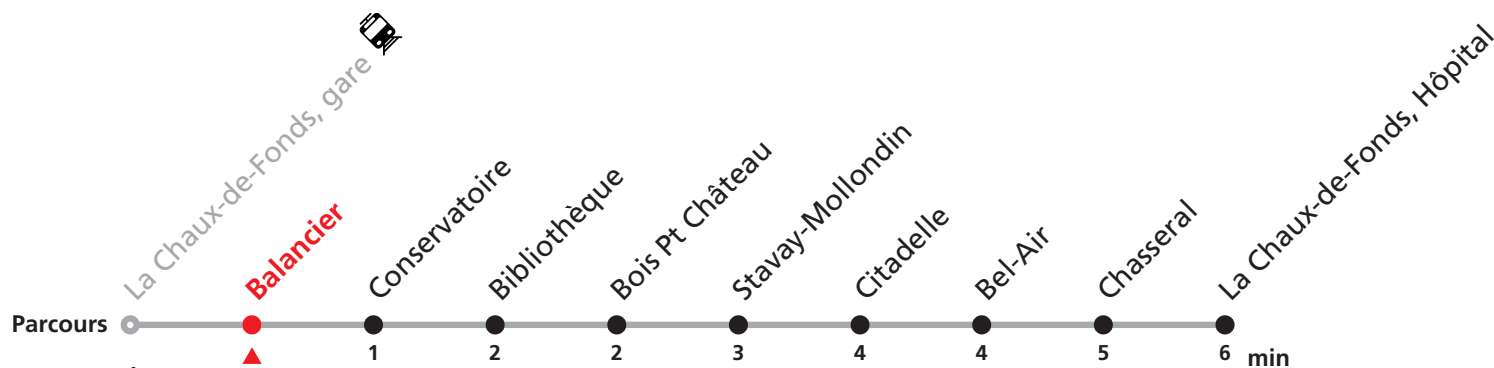 La Chaux-de-Fonds, gare
Balancier
Conservatoire
Bibliothèque
Bois Pt Château
Stavay-Mollondin
Citadelle
Bel-Air
Chasseral
La Chaux-de-Fonds, Hôpital
Parcours
1 2 2 3 4 4 5 6 min